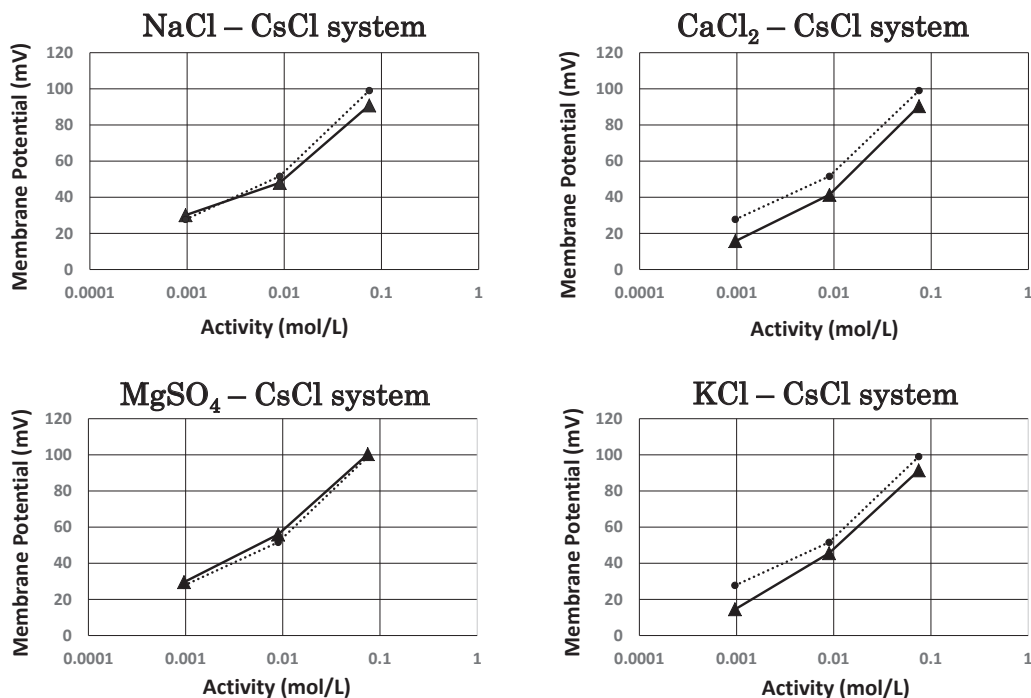 NaCl – CsCl system
Membrane Potential (mV)
120
100
80
60
40
20
0
0.0001 0.001 0.01 0.1 1
Activity (mol/L)
CaCl₂ – CsCl system
Membrane Potential (mV)
120
100
80
60
40
20
0
0.0001 0.001 0.01 0.1 1
Activity (mol/L)
MgSO₄ – CsCl system
Membrane Potential (mV)
120
100
80
60
40
20
0
0.0001 0.001 0.01 0.1 1
Activity (mol/L)
KCl – CsCl system
Membrane Potential (mV)
120
100
80
60
40
20
0
0.0001 0.001 0.01 0.1 1
Activity (mol/L)